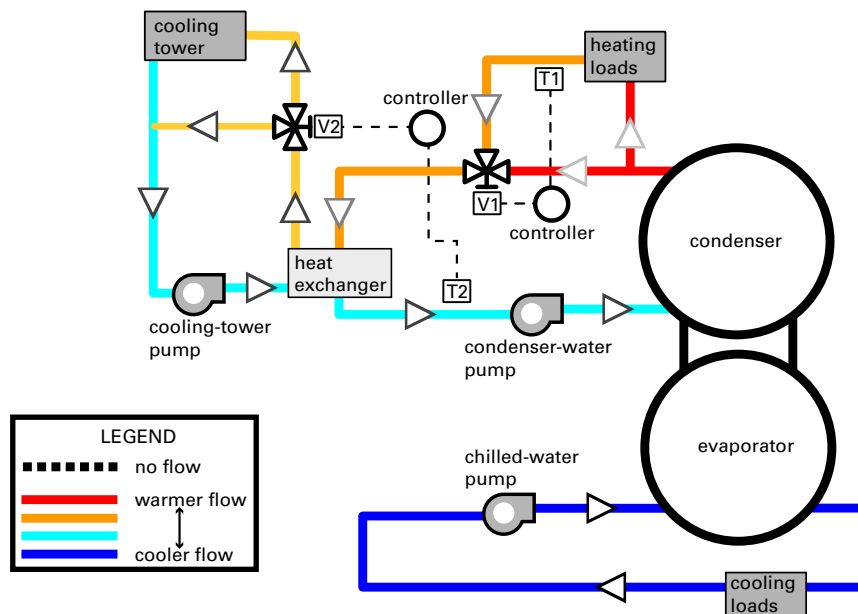 cooling
tower
heating
loads
T1
controller
V2
V1
controller
condenser
heat
exchanger
T2
cooling-tower
pump
condenser-water
pump
LEGEND
no flow
warmer flow
cooler flow
evaporator
chilled-water
pump
cooling
loads